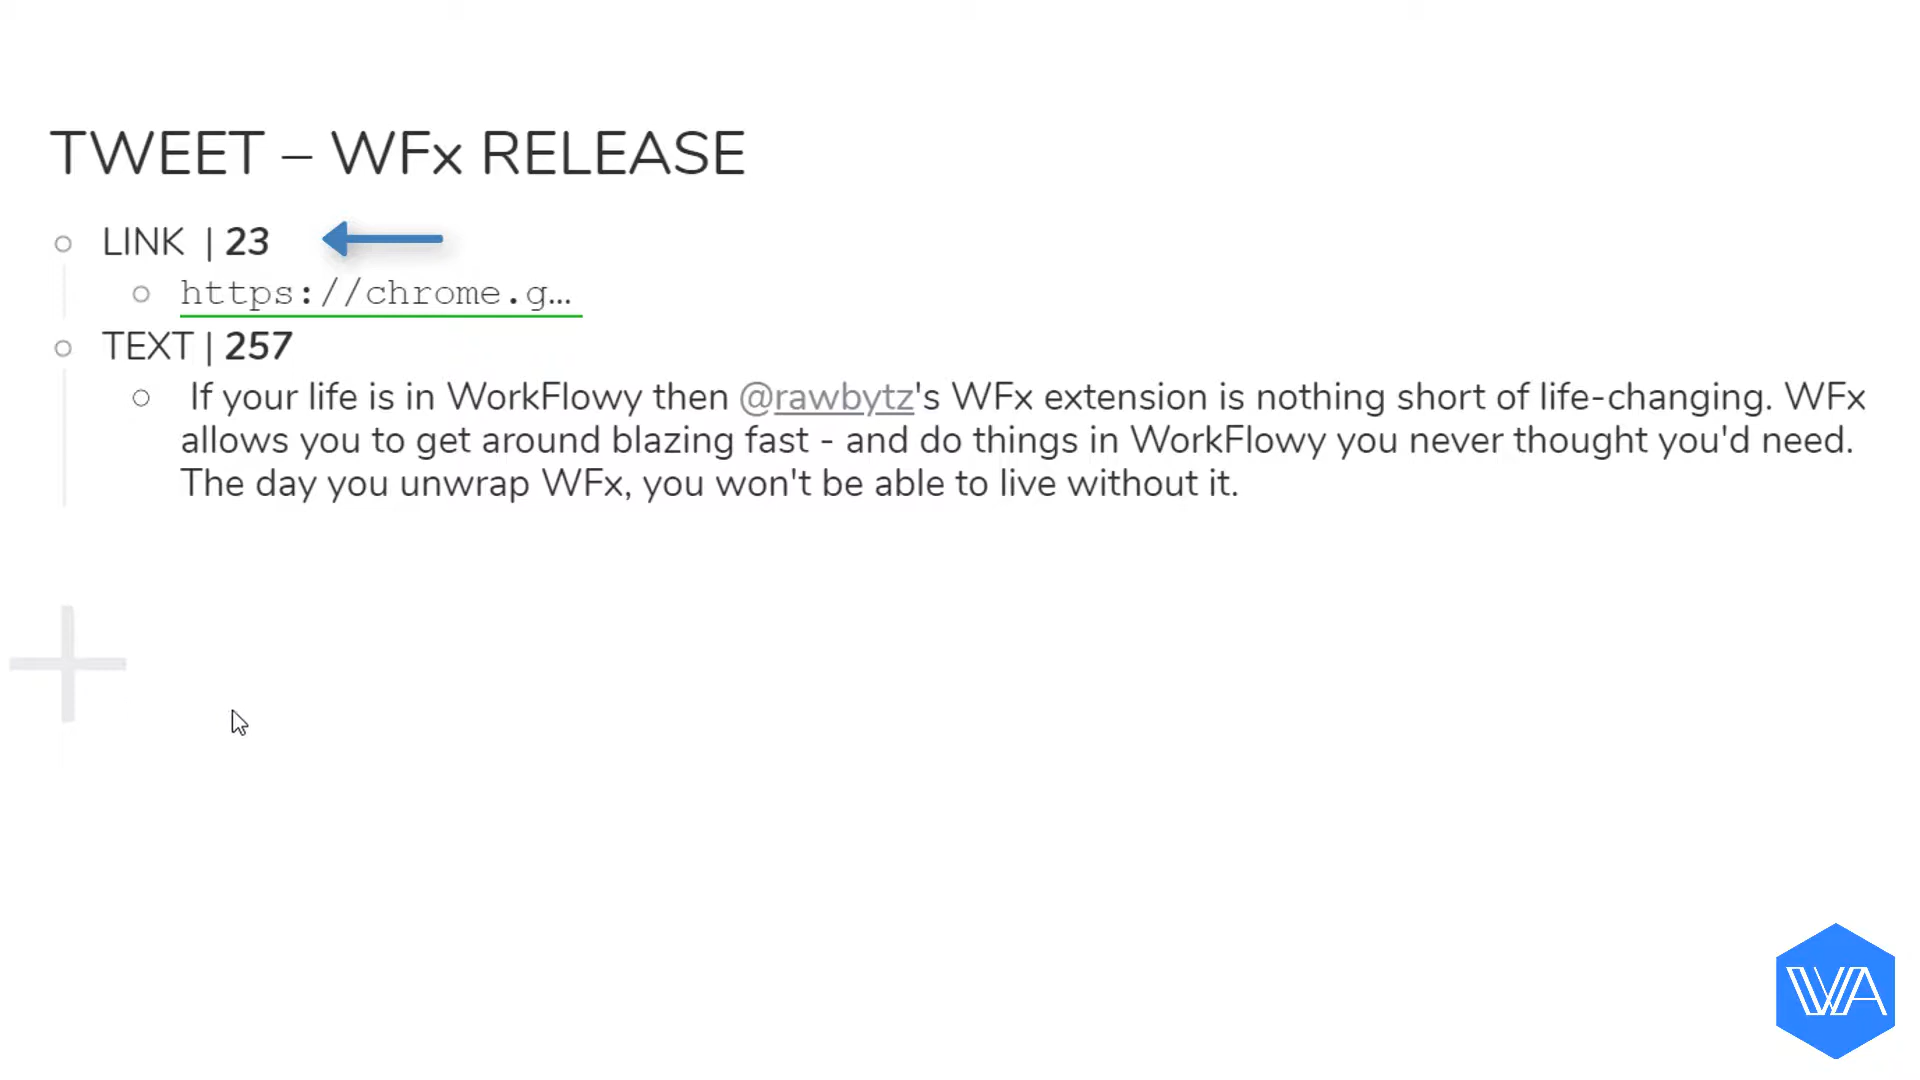 TWEET – WFx RELEASE
LINK | 23
https://chrome.g…
TEXT | 257
If your life is in WorkFlowy then @rawbytz's WFx extension is nothing short of life-changing. WFx
allows you to get around blazing fast - and do things in WorkFlowy you never thought you'd need.
The day you unwrap WFx, you won't be able to live without it.
WA